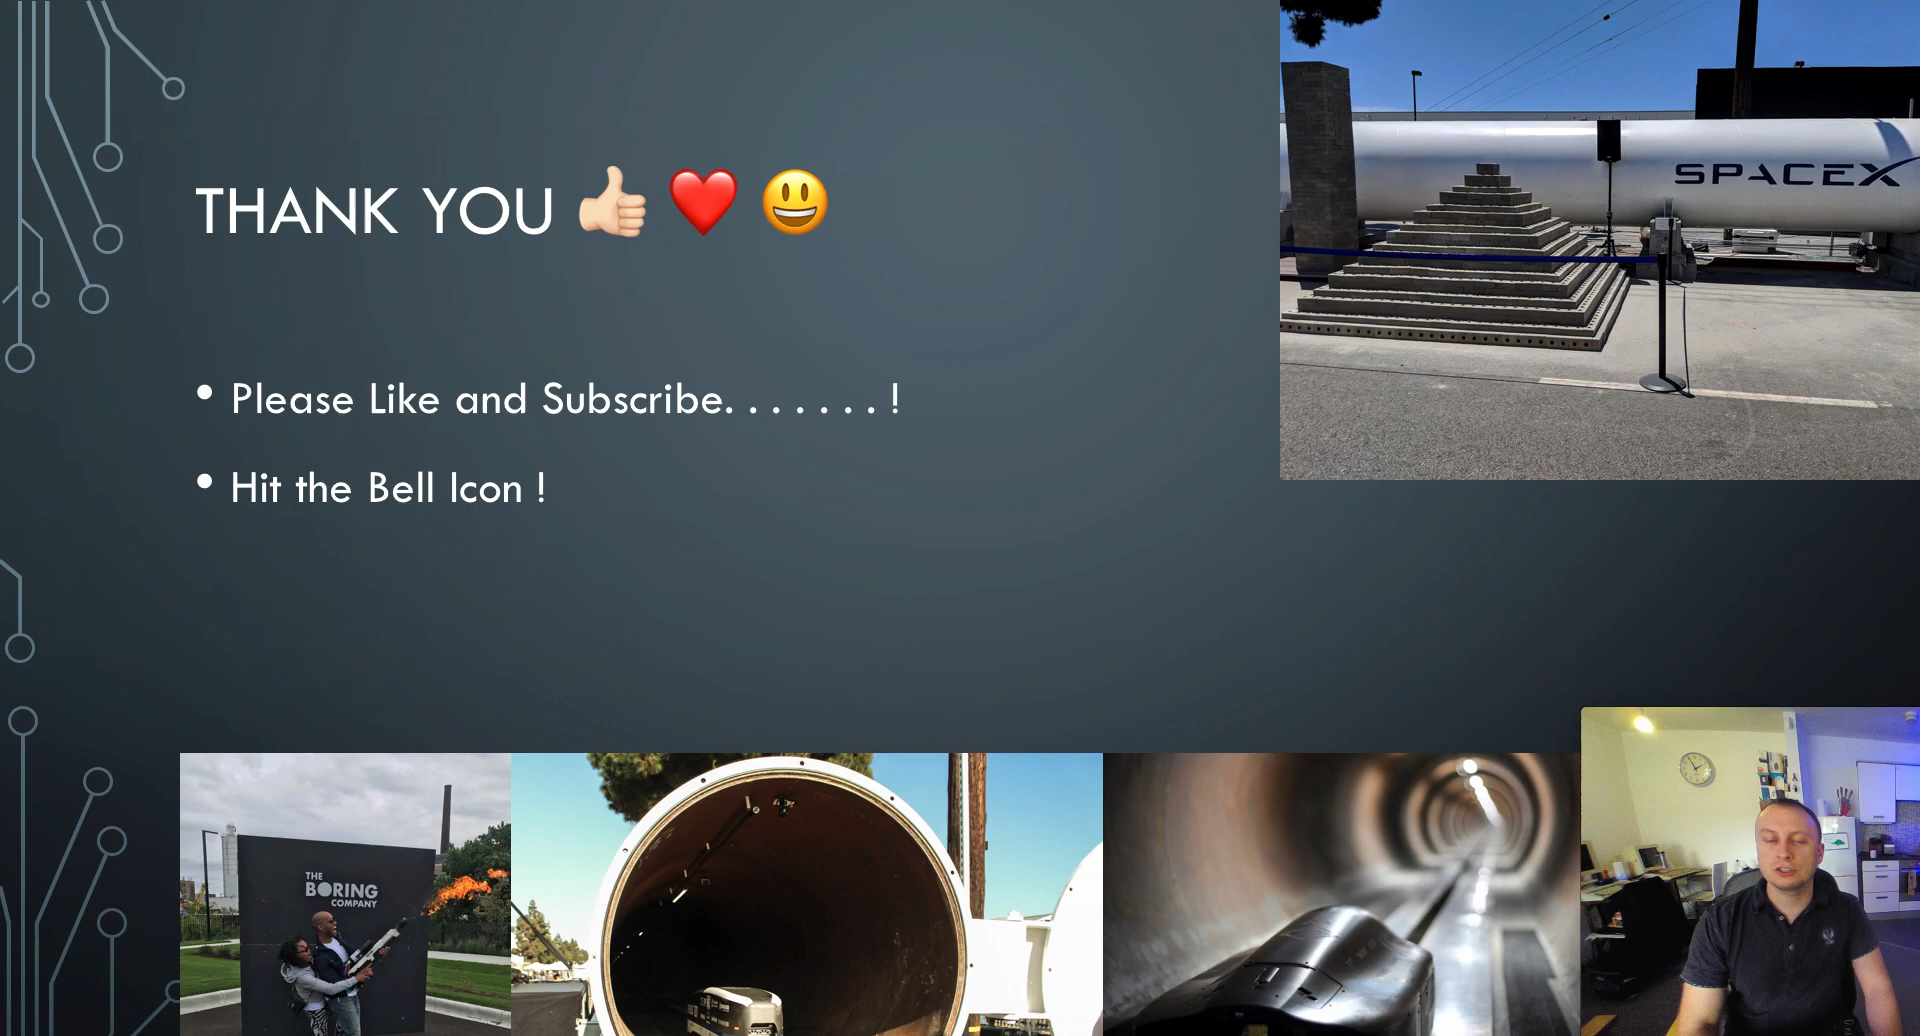 THANK YOU 👍🏻 ❤️ 😃
Please Like and Subscribe. . . . . . . !
Hit the Bell Icon !
SPACEX
THE
BORING
COMPANY